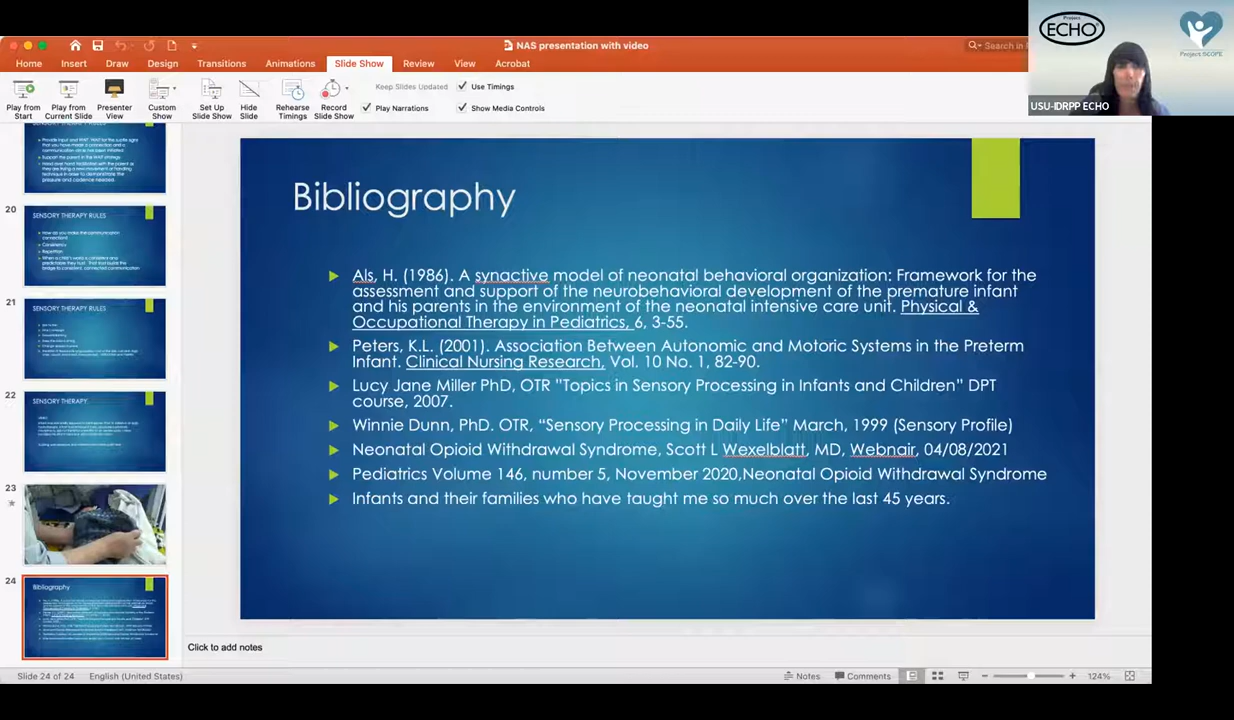 Project
ECHO
Project SCOPE
USU-IDRPP ECHO
NAS presentation with video
Search in
Home Insert Draw Design Transitions Animations Slide Show Review View Acrobat
Play from Start
Play from Current Slide
Presenter View
Custom Show
Set Up Slide Show
Hide Slide
Rehearse Timings
Record Slide Show
Keep Slides Updated
Use Timings
Play Narrations
Show Media Controls
20
SENSORY THERAPY RULES
Consistency
Repetition
21
SENSORY THERAPY RULES
22
SENSORY THERAPY
23
24
Bibliography
Bibliography
Als, H. (1986). A synactive model of neonatal behavioral organization: Framework for the
assessment and support of the neurobehavioral development of the premature infant
and his parents in the environment of the neonatal intensive care unit. Physical &
Occupational Therapy in Pediatrics, 6, 3-55.
Peters, K.L. (2001). Association Between Autonomic and Motoric Systems in the Preterm
Infant. Clinical Nursing Research, Vol. 10 No. 1, 82-90.
Lucy Jane Miller PhD, OTR "Topics in Sensory Processing in Infants and Children” DPT
course, 2007.
Winnie Dunn, PhD. OTR, “Sensory Processing in Daily Life” March, 1999 (Sensory Profile)
Neonatal Opioid Withdrawal Syndrome, Scott L Wexelblatt, MD, Webnair, 04/08/2021
Pediatrics Volume 146, number 5, November 2020,Neonatal Opioid Withdrawal Syndrome
Infants and their families who have taught me so much over the last 45 years.
Click to add notes
Slide 24 of 24 English (United States)
Notes Comments 124%